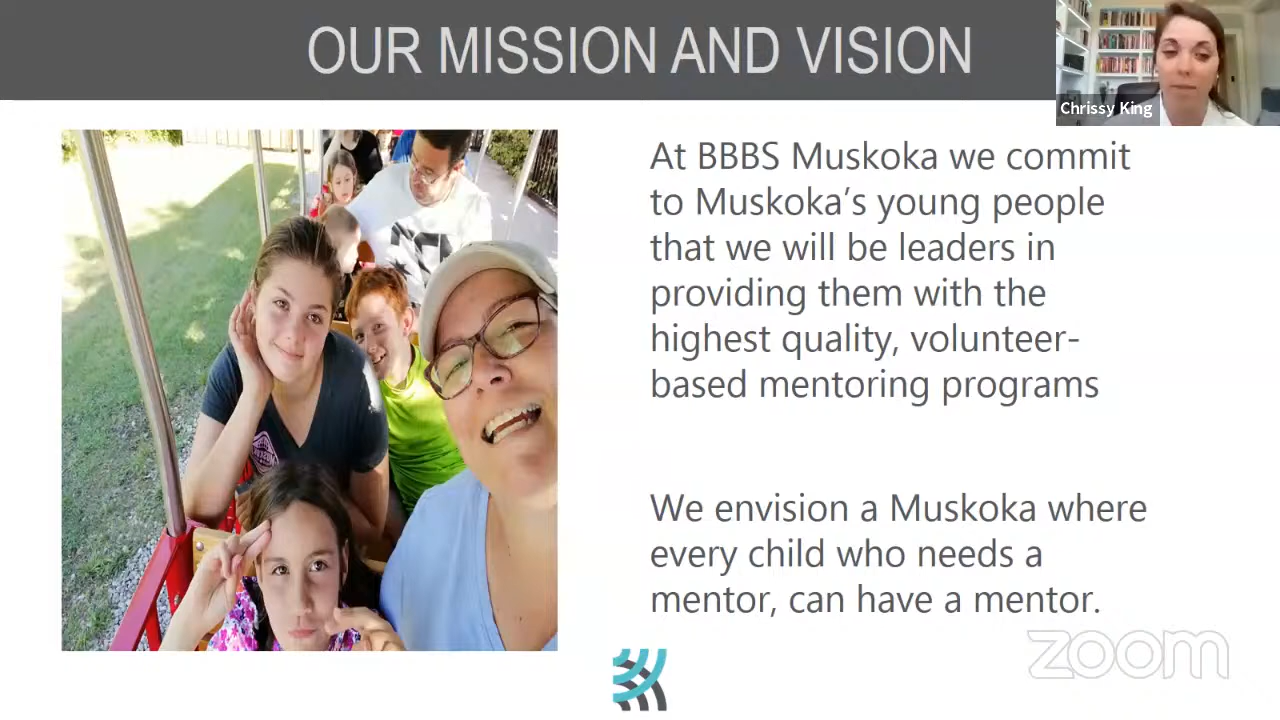 OUR MISSION AND VISION
Chrissy King
At BBBS Muskoka we commit
to Muskoka’s young people
that we will be leaders in
providing them with the
highest quality, volunteer-
based mentoring programs
We envision a Muskoka where
every child who needs a
mentor, can have a mentor.
zoom